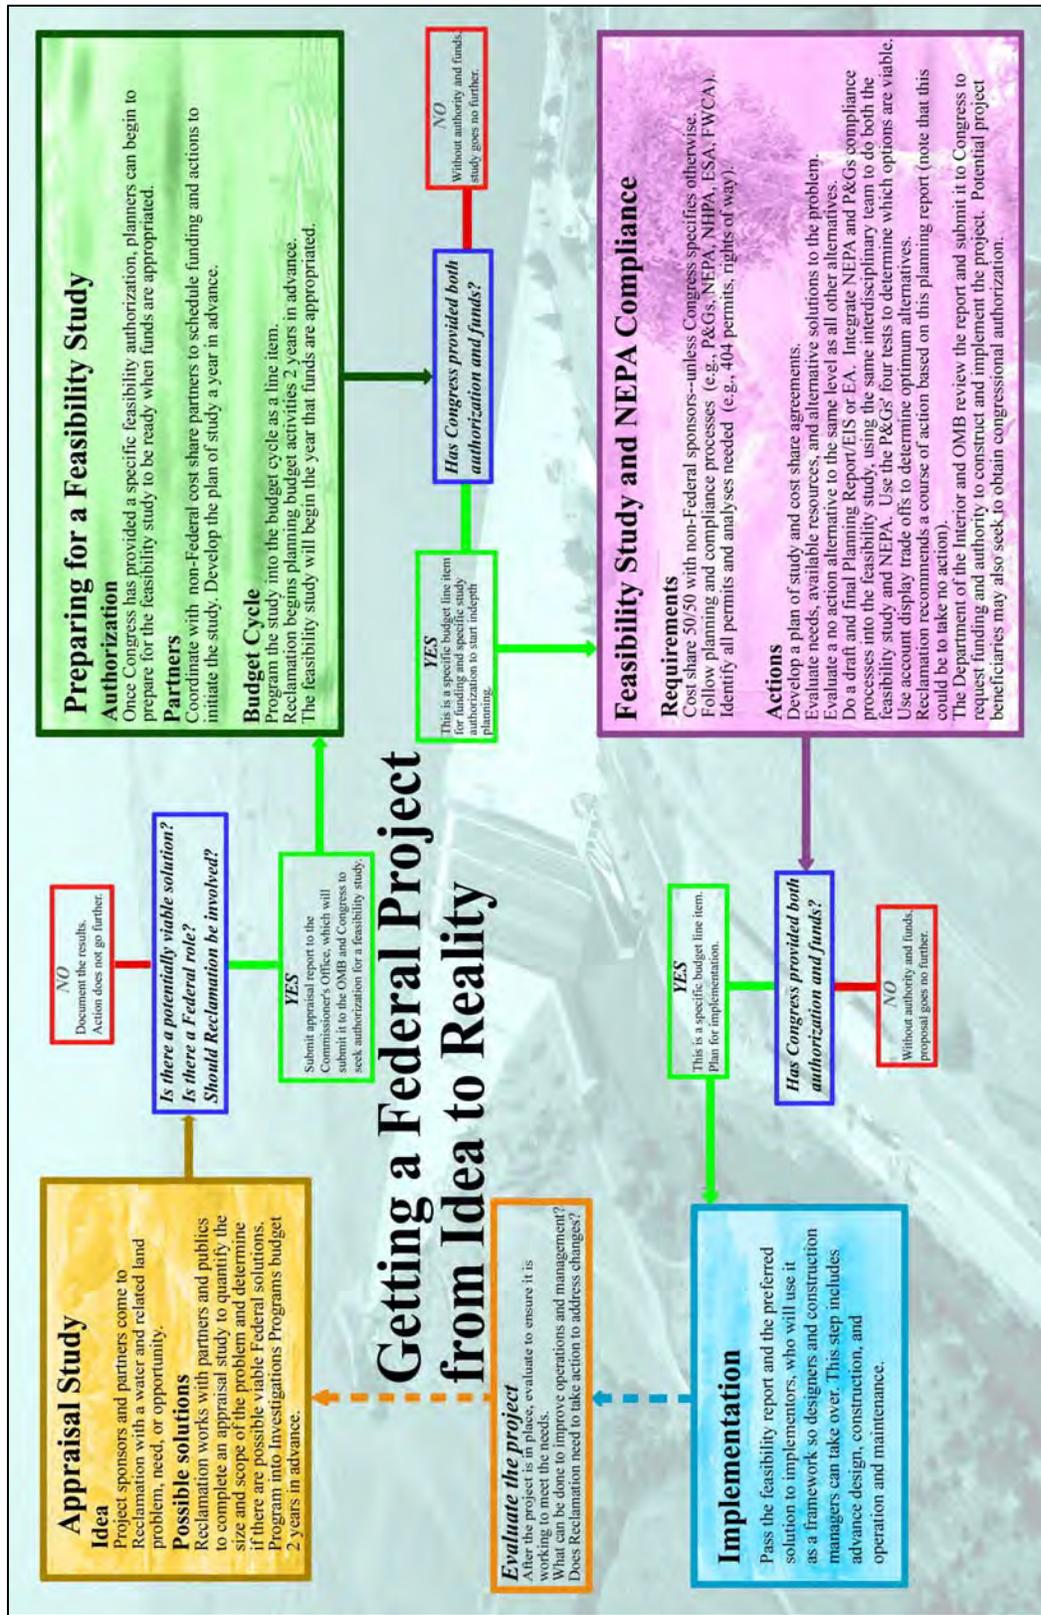 Appraisal Study
Idea
Project sponsors and partners come to
Reclamation with a water and related land
problem, need, or opportunity.
Possible solutions
Reclamation works with partners and publics
to complete an appraisal study to quantify the
size and scope of the problem and determine
if there are possible viable Federal solutions.
Program into Investigations Programs budget
2 years in advance.
NO
Document the results.
Action does not go further.
Is there a potentially viable solution?
Is there a Federal role?
Should Reclamation be involved?
YES
Submit appraisal report to the
Commissioner's Office, which will
submit it to the OMB and Congress to
seek authorization for a feasibility study.
Preparing for a Feasibility Study
Authorization
Once Congress has provided a specific feasibility authorization, planners can begin to
prepare for the feasibility study to be ready when funds are appropriated.
Partners
Coordinate with non-Federal cost share partners to schedule funding and actions to
initiate the study. Develop the plan of study a year in advance.
Budget Cycle
Program the study into the budget cycle as a line item.
Reclamation begins planning budget activities 2 years in advance.
The feasibility study will begin the year that funds are appropriated.
Getting a Federal Project
from Idea to Reality
YES
This is a specific budget line item
for funding and specific study
authorization to start indepth
planning.
Has Congress provided both
authorization and funds?
NO
Without authority and funds,
study goes no further.
Evaluate the project
After the project is in place, evaluate to ensure it is
working to meet the needs.
What can be done to improve operations and management?
Does Reclamation need to take action to address changes?
Implementation
Pass the feasibility report and the preferred
solution to implementors, who will use it
as a framework so designers and construction
managers can take over. This step includes
advance design, construction, and
operation and maintenance.
YES
This is a specific budget line item.
Plan for implementation.
Has Congress provided both
authorization and funds?
NO
Without authority and funds,
proposal goes no further.
Feasibility Study and NEPA Compliance
Requirements
Cost share 50/50 with non-Federal sponsors--unless Congress specifies otherwise.
Follow planning and compliance processes (e.g., P&Gs, NEPA, NHPA, ESA, FWCA).
Identify all permits and analyses needed (e.g., 404 permits, rights of way).
Actions
Develop a plan of study and cost share agreements.
Evaluate needs, available resources, and alternative solutions to the problem.
Evaluate a no action alternative to the same level as all other alternatives.
Do a draft and final Planning Report/EIS or EA. Integrate NEPA and P&Gs compliance
processes into the feasibility study, using the same interdisciplinary team to do both the
feasibility study and NEPA. Use the P&Gs' four tests to determine which options are viable.
Use account display trade offs to determine optimum alternatives.
Reclamation recommends a course of action based on this planning report (note that this
could be to take no action).
The Department of the Interior and OMB review the report and submit it to Congress to
request funding and authority to construct and implement the project. Potential project
beneficiaries may also seek to obtain congressional authorization.